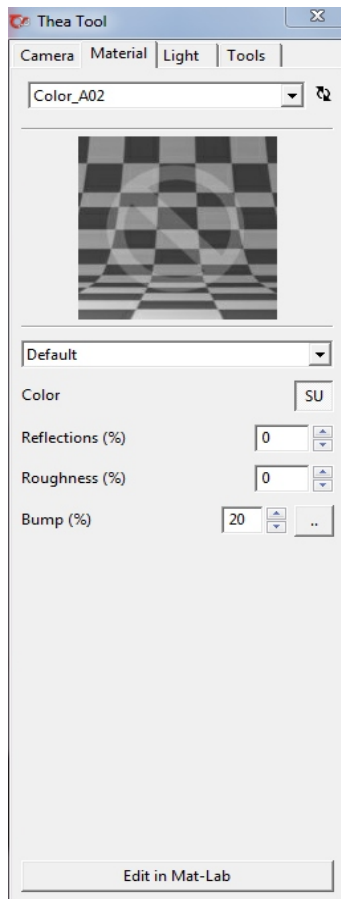 Thea Tool
Camera Material Light Tools
Color_A02
Default
Color SU
Reflections (%) 0
Roughness (%) 0
Bump (%) 20 ..
Edit in Mat-Lab